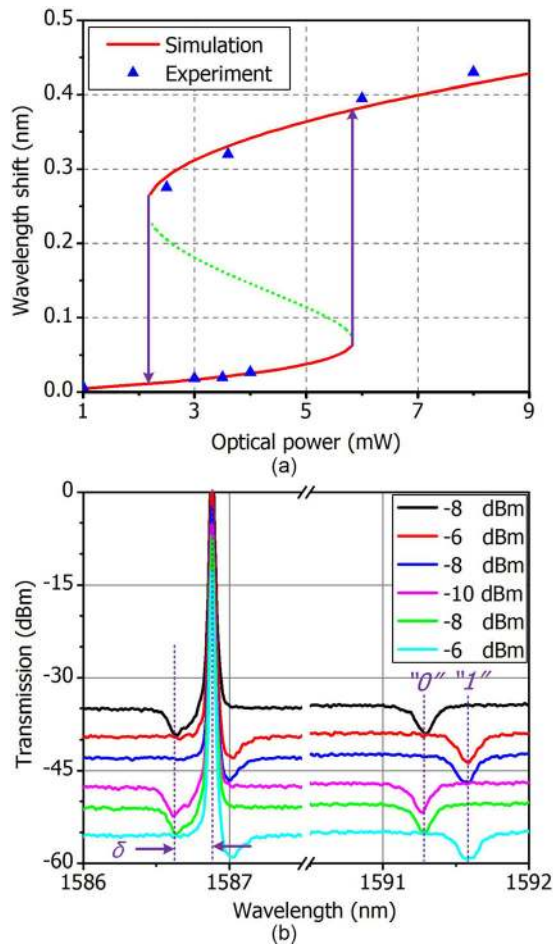 0.5
Simulation
Experiment
0.4
0.3
0.2
0.1
0.0
Wavelength shift (nm)
1 3 5 7 9
Optical power (mW)
(a)
0
-15
-30
-45
-60
Transmission (dBm)
-8 dBm
-6 dBm
-8 dBm
-10 dBm
-8 dBm
-6 dBm
"0" "1"
δ
1586 1587 1591 1592
Wavelength (nm)
(b)